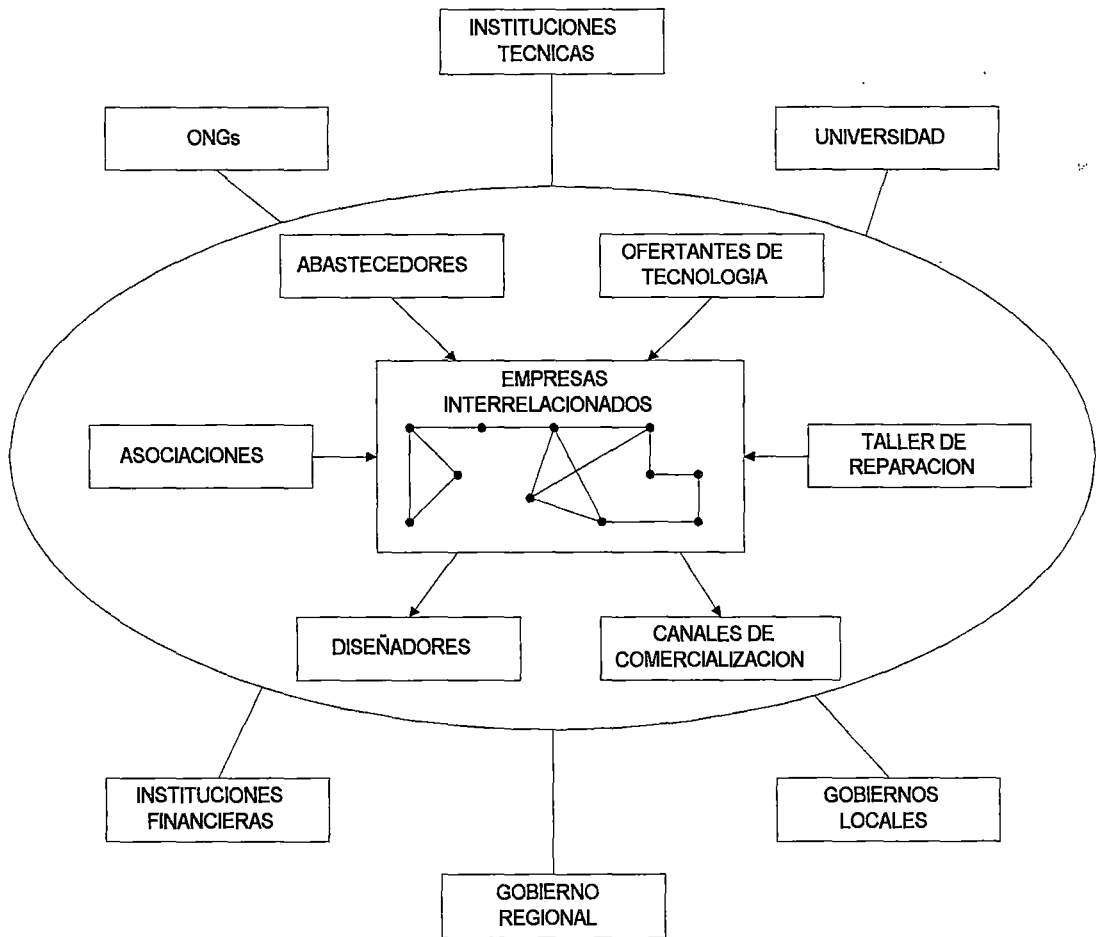 INSTITUCIONES
TECNICAS
ONGs
UNIVERSIDAD
ABASTECEDORES
OFERTANTES DE
TECNOLOGIA
EMPRESAS
INTERRELACIONADOS
ASOCIACIONES
TALLER DE
REPARACION
DISEÑADORES
CANALES DE
COMERCIALIZACION
INSTITUCIONES
FINANCIERAS
GOBIERNOS
LOCALES
GOBIERNO
REGIONAL